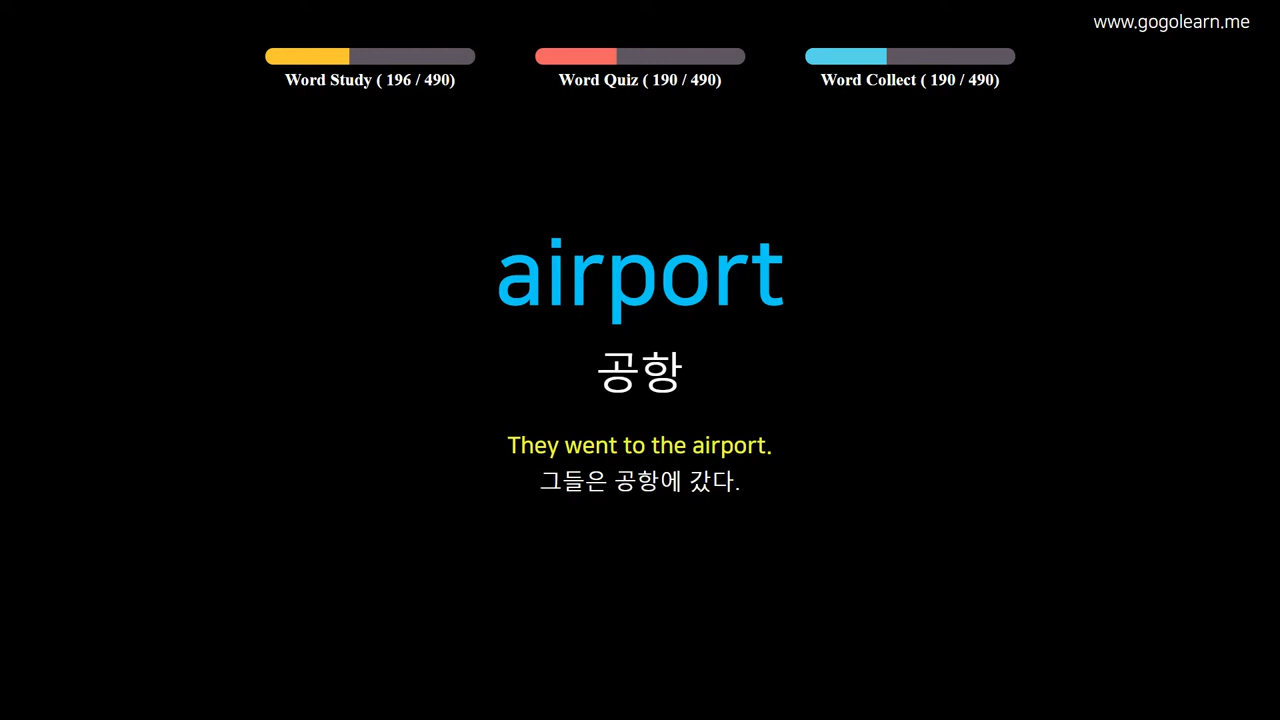 www.gogolearn.me
Word Study ( 196 / 490)
Word Quiz ( 190 / 490)
Word Collect ( 190 / 490)
airport
공항
They went to the airport.
그들은 공항에 갔다.